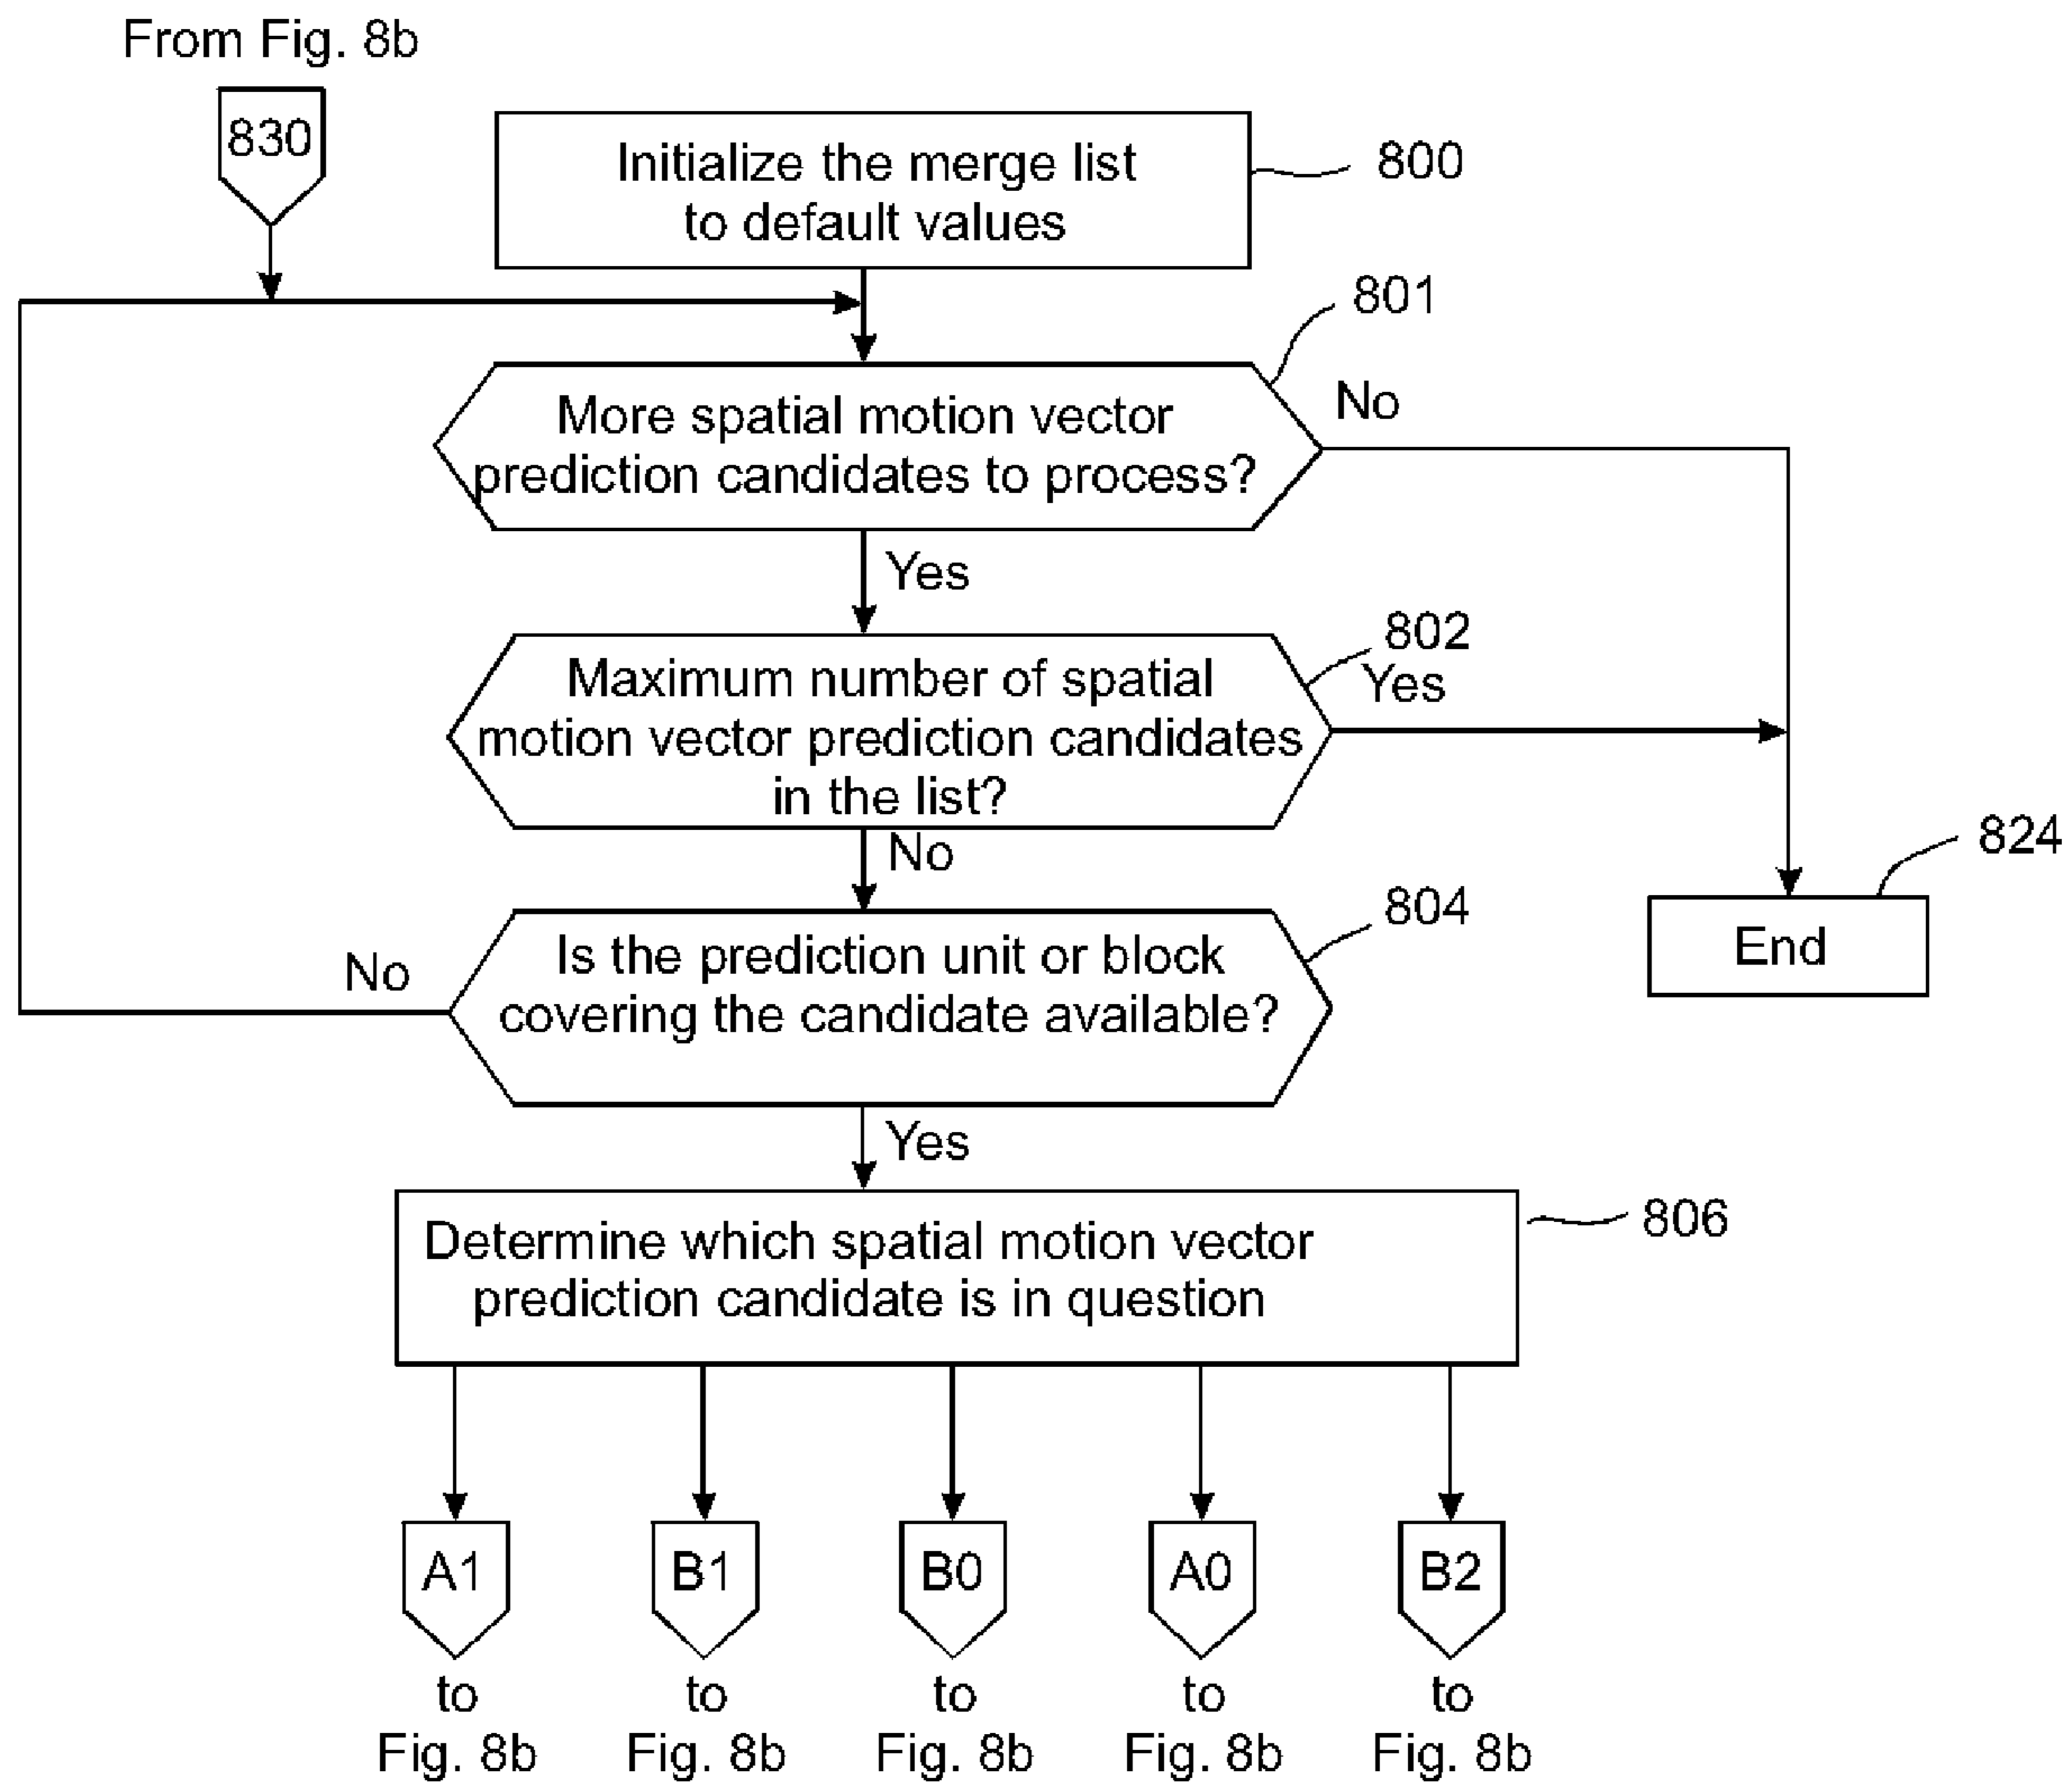 From Fig. 8b
830
Initialize the merge list
to default values
800
801
More spatial motion vector
prediction candidates to process?
No
Yes
802
Maximum number of spatial
motion vector prediction candidates
in the list?
Yes
No
824
End
804
Is the prediction unit or block
covering the candidate available?
No
Yes
806
Determine which spatial motion vector
prediction candidate is in question
A1
B1
B0
A0
B2
to
Fig. 8b
to
Fig. 8b
to
Fig. 8b
to
Fig. 8b
to
Fig. 8b